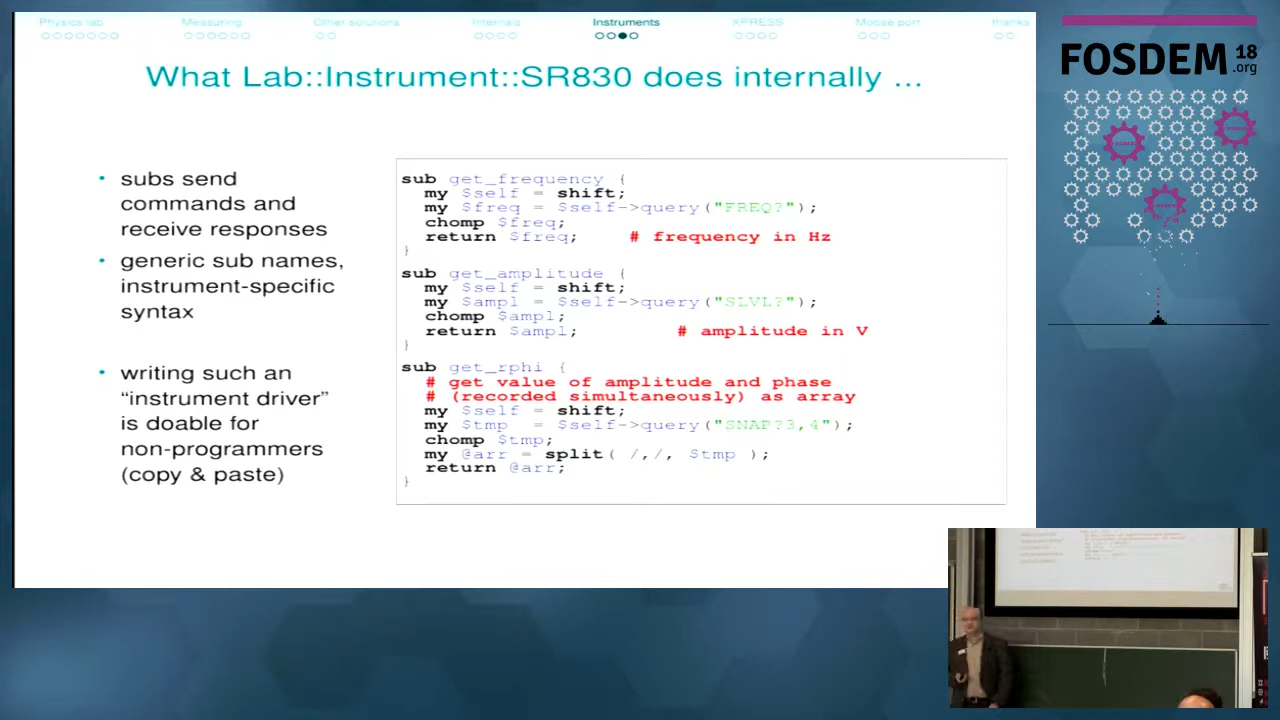 Physics lab Measuring Other solutions Internals Instruments XPRESS Moose port thanks
What Lab::Instrument::SR830 does internally ...
• subs send
commands and
receive responses
• generic sub names,
instrument-specific
syntax
• writing such an
“instrument driver”
is doable for
non-programmers
(copy & paste)
sub get_frequency {
my $self = shift;
my $freq = $self->query("FREQ?");
chomp $freq;
return $freq; # frequency in Hz
}
sub get_amplitude {
my $self = shift;
my $ampl = $self->query("SLVL?");
chomp $ampl;
return $ampl; # amplitude in V
}
sub get_rphi {
# get value of amplitude and phase
# (recorded simultaneously) as array
my $self = shift;
my $tmp = $self->query("SNAP?3,4");
chomp $tmp;
my @arr = split( /,/, $tmp );
return @arr;
}
FOSDEM 18
.org